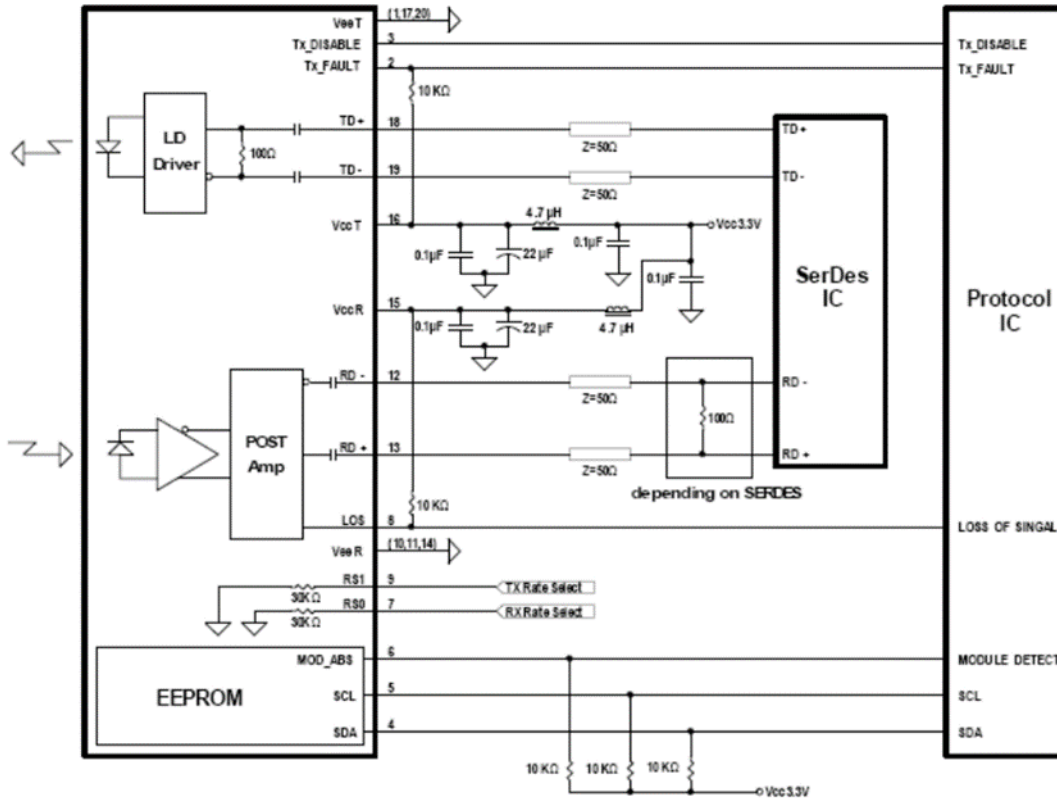 VeeT
(1,17,20)
Tx_DISABLE
3
Tx_DISABLE
Tx_FAULT
2
Tx_FAULT
10 KΩ
LD
Driver
100Ω
TD+
18
Z=50Ω
TD+
TD-
19
Z=50Ω
TD-
VccT
16
4.7 μH
Vcc3.3V
0.1μF
22 μF
0.1μF
0.1μF
SerDes
IC
Protocol
IC
VccR
15
0.1μF
22 μF
4.7 μH
RD -
12
Z=50Ω
RD -
100Ω
POST
Amp
RD +
13
Z=50Ω
RD +
depending on SERDES
10 KΩ
LOS
8
LOSS OF SINGAL
VeeR
(10,11,14)
RS1
9
TX Rate Select
30KΩ
RS0
7
RX Rate Select
30KΩ
MOD_ABS
6
MODULE DETECT
EEPROM
SCL
5
SCL
SDA
4
SDA
10 KΩ
10 KΩ
10 KΩ
Vcc3.3V